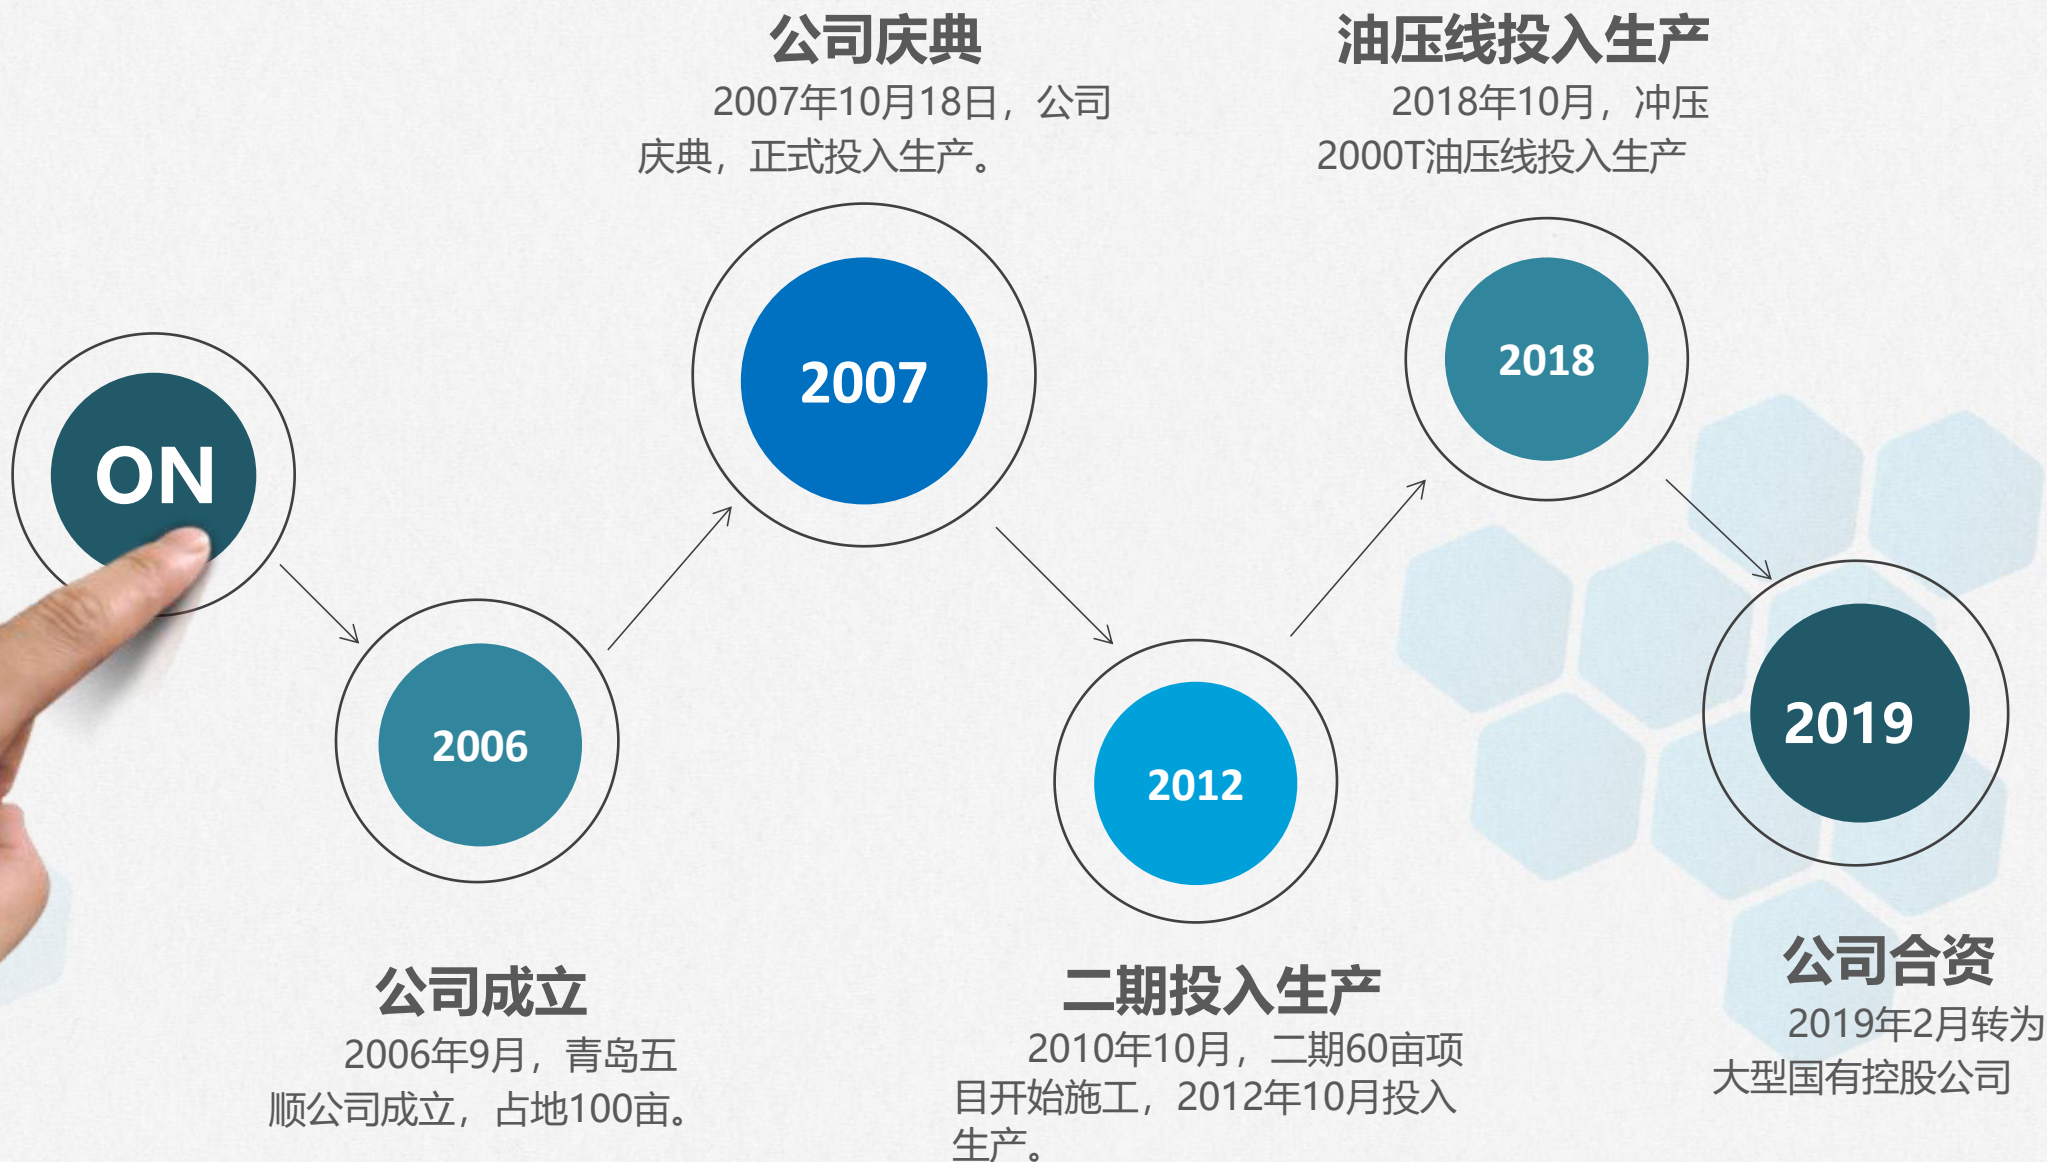 公司庆典
2007年10月18日，公司
庆典，正式投入生产。
油压线投入生产
2018年10月，冲压
2000T油压线投入生产
ON
2006
2007
2012
2018
2019
公司成立
2006年9月，青岛五
顺公司成立，占地100亩。
二期投入生产
2010年10月，二期60亩项
目开始施工，2012年10月投入
生产。
公司合资
2019年2月转为
大型国有控股公司